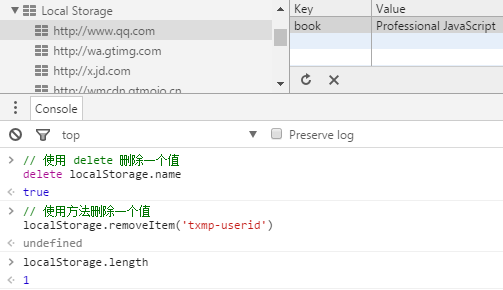 Local Storage
http://www.qq.com
http://wa.gtimg.com
http://x.jd.com
http://wmcdn.qtmojo.cn
Key Value
book Professional JavaScript
Console
top Preserve log
> // 使用 delete 删除一个值
delete localStorage.name
true
> // 使用方法删除一个值
localStorage.removeItem('txmp-userid')
undefined
> localStorage.length
1